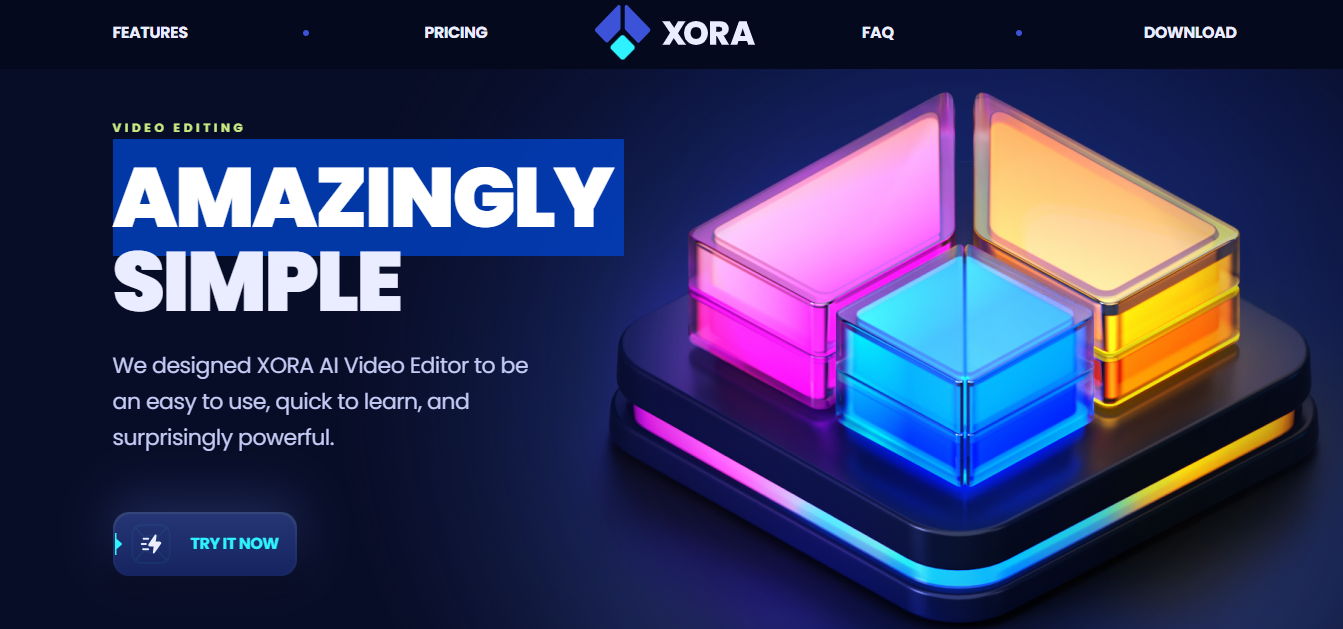 FEATURES
PRICING
XORA
FAQ
DOWNLOAD
VIDEO EDITING
AMAZINGLY
SIMPLE
We designed XORA AI Video Editor to be
an easy to use, quick to learn, and
surprisingly powerful.
TRY IT NOW